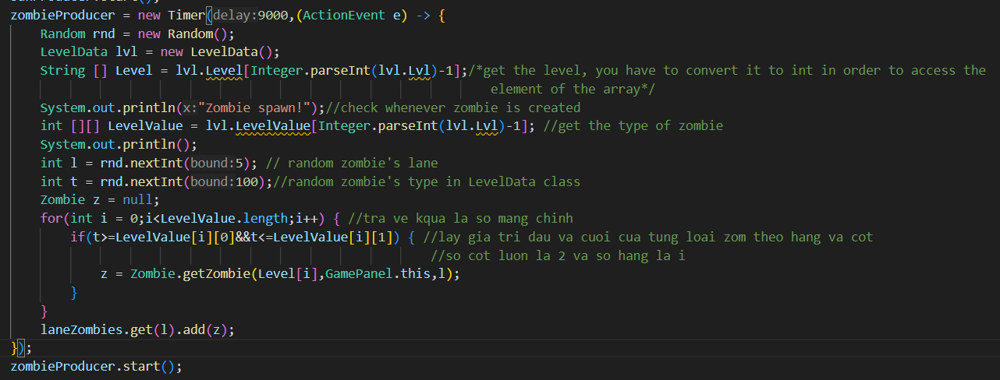 zombieProducer = new Timer(delay:9000,(ActionEvent e) -> {
Random rnd = new Random();
LevelData lvl = new LevelData();
String [] Level = lvl.Level[Integer.parseInt(lvl.Lvl)-1];/*get the level, you have to convert it to int in order to access the
element of the array*/
System.out.println(x:"Zombie spawn!");//check whenever zombie is created
int [][] LevelValue = lvl.LevelValue[Integer.parseInt(lvl.Lvl)-1]; //get the type of zombie
System.out.println();
int l = rnd.nextInt(bound:5); // random zombie's lane
int t = rnd.nextInt(bound:100);//random zombie's type in LevelData class
Zombie z = null;
for(int i = 0;i<LevelValue.length;i++) { //tra ve kqua la so mang chinh
if(t>=LevelValue[i][0]&&t<=LevelValue[i][1]) { //lay gia tri dau va cuoi cua tung loai zom theo hang va cot
//so cot luon la 2 va so hang la i
z = Zombie.getZombie(Level[i],GamePanel.this,l);
}
}
laneZombies.get(l).add(z);
});
zombieProducer.start();